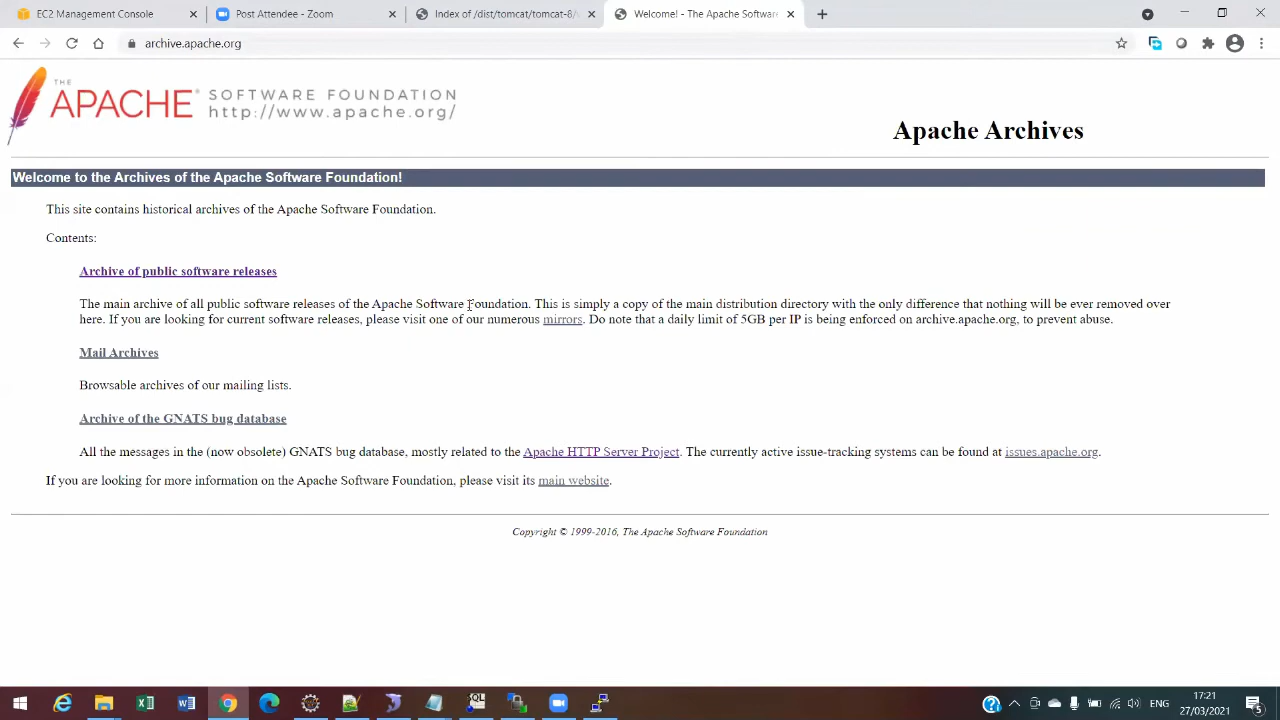 EC2 Management Console
Post Attendee - Zoom
Index of /dist/tomcat/tomcat-8/
Welcome! - The Apache Software
archive.apache.org
THE
APACHE® SOFTWARE FOUNDATION
http://www.apache.org/
Apache Archives
Welcome to the Archives of the Apache Software Foundation!
This site contains historical archives of the Apache Software Foundation.
Contents:
Archive of public software releases
The main archive of all public software releases of the Apache Software Foundation. This is simply a copy of the main distribution directory with the only difference that nothing will be ever removed over
here. If you are looking for current software releases, please visit one of our numerous mirrors. Do note that a daily limit of 5GB per IP is being enforced on archive.apache.org, to prevent abuse.
Mail Archives
Browsable archives of our mailing lists.
Archive of the GNATS bug database
All the messages in the (now obsolete) GNATS bug database, mostly related to the Apache HTTP Server Project. The currently active issue-tracking systems can be found at issues.apache.org.
If you are looking for more information on the Apache Software Foundation, please visit its main website.
Copyright © 1999-2016, The Apache Software Foundation
ENG
17:21
27/03/2021